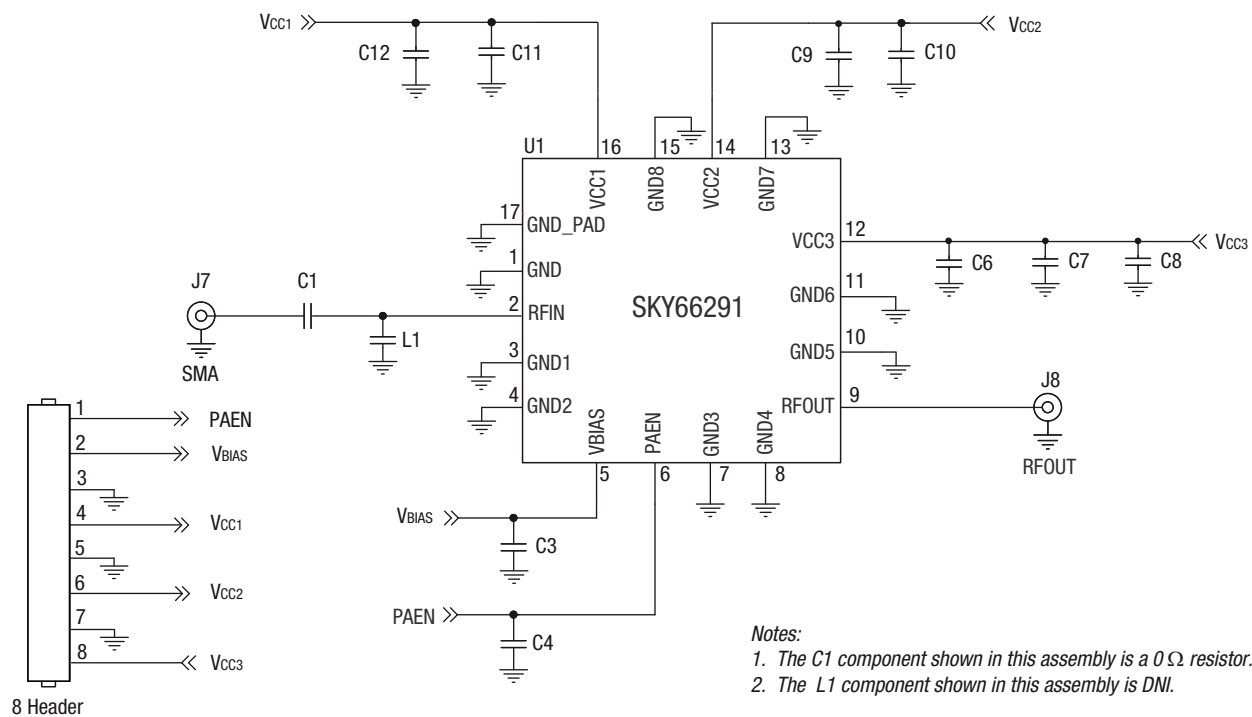 VCC1
C12
C11
VCC2
C9
C10
U1
16
15
14
13
VCC1
GND8
VCC2
GND7
17
GND_PAD
1
GND
2
RFIN
3
GND1
4
GND2
SKY66291
VCC3
12
GND6
11
GND5
10
RFOUT
9
VBIAS
PAEN
GND3
GND4
5
6
7
8
VCC3
C6
C7
C8
J7
SMA
C1
L1
J8
RFOUT
VBIAS
C3
PAEN
C4
1
PAEN
2
VBIAS
3
4
VCC1
5
6
VCC2
7
8
VCC3
8 Header
Notes:
1. The C1 component shown in this assembly is a 0 Ω resistor.
2. The L1 component shown in this assembly is DNI.